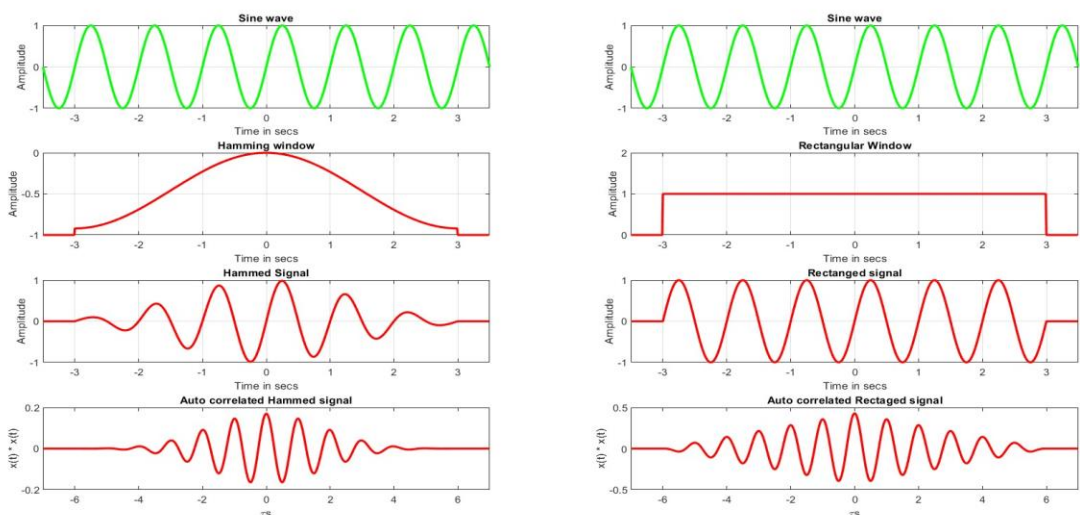 Sine wave
1
0
-1
Amplitude
-3 -2 -1 0 1 2 3
Time in secs
Hamming window
0
-0.5
-1
Amplitude
-3 -2 -1 0 1 2 3
Time in secs
Hammed Signal
1
0
-1
Amplitude
-3 -2 -1 0 1 2 3
Time in secs
Auto correlated Hammed signal
0.2
0
-0.2
x(t) * x(t)
-6 -4 -2 0 2 4 6
Sine wave
1
0
-1
Amplitude
-3 -2 -1 0 1 2 3
Time in secs
Rectangular Window
2
1
0
Amplitude
-3 -2 -1 0 1 2 3
Time in secs
Rectanged signal
1
0
-1
Amplitude
-3 -2 -1 0 1 2 3
Time in secs
Auto correlated Rectaged signal
0.5
0
-0.5
x(t) * x(t)
-6 -4 -2 0 2 4 6